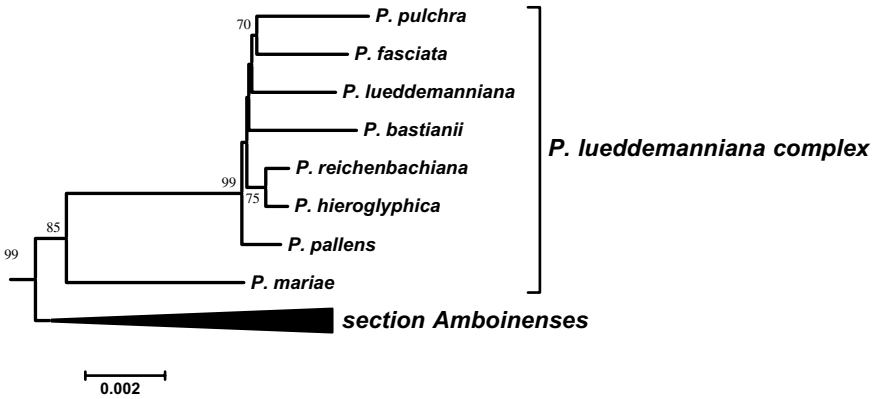 P. pulchra
70
P. fasciata
P. lueddemanniana
P. bastianii
P. lueddemanniana complex
P. reichenbachiana
99
75
P. hieroglyphica
85
P. pallens
99
P. mariae
section Amboinenses
0.002